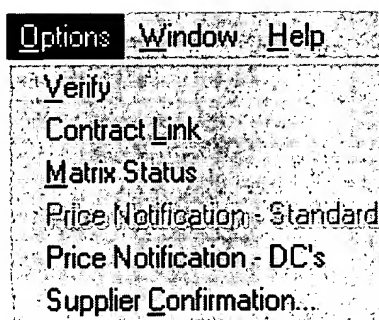 Options Window Help
Verify
Contract Link
Matrix Status
Price Notification - Standard
Price Notification - DC's
Supplier Confirmation...